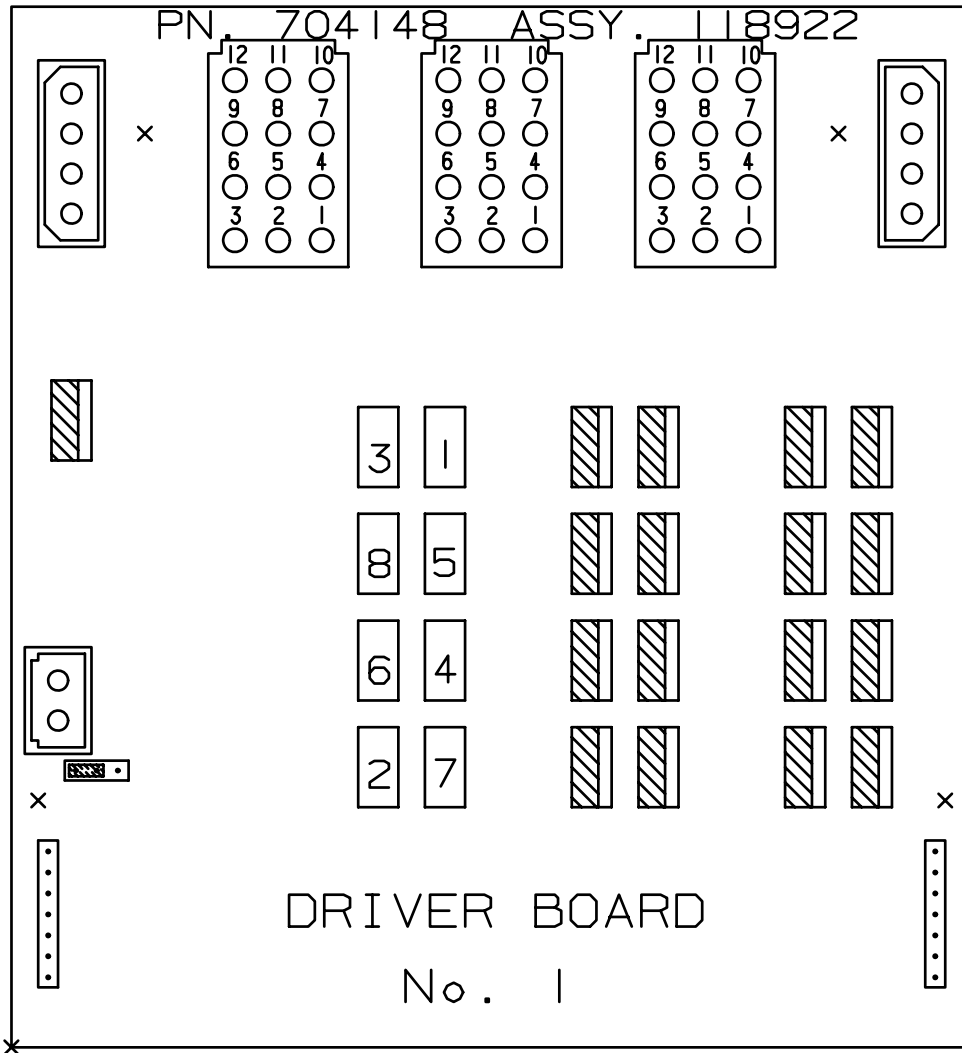 PN. 704148 ASSY. 118922
12 11 10 12 11 10 12 11 10
9 8 7 9 8 7 9 8 7
6 5 4 6 5 4 6 5 4
3 2 1 3 2 1 3 2 1
3 1
8 5
6 4
2 7
DRIVER BOARD
No. 1